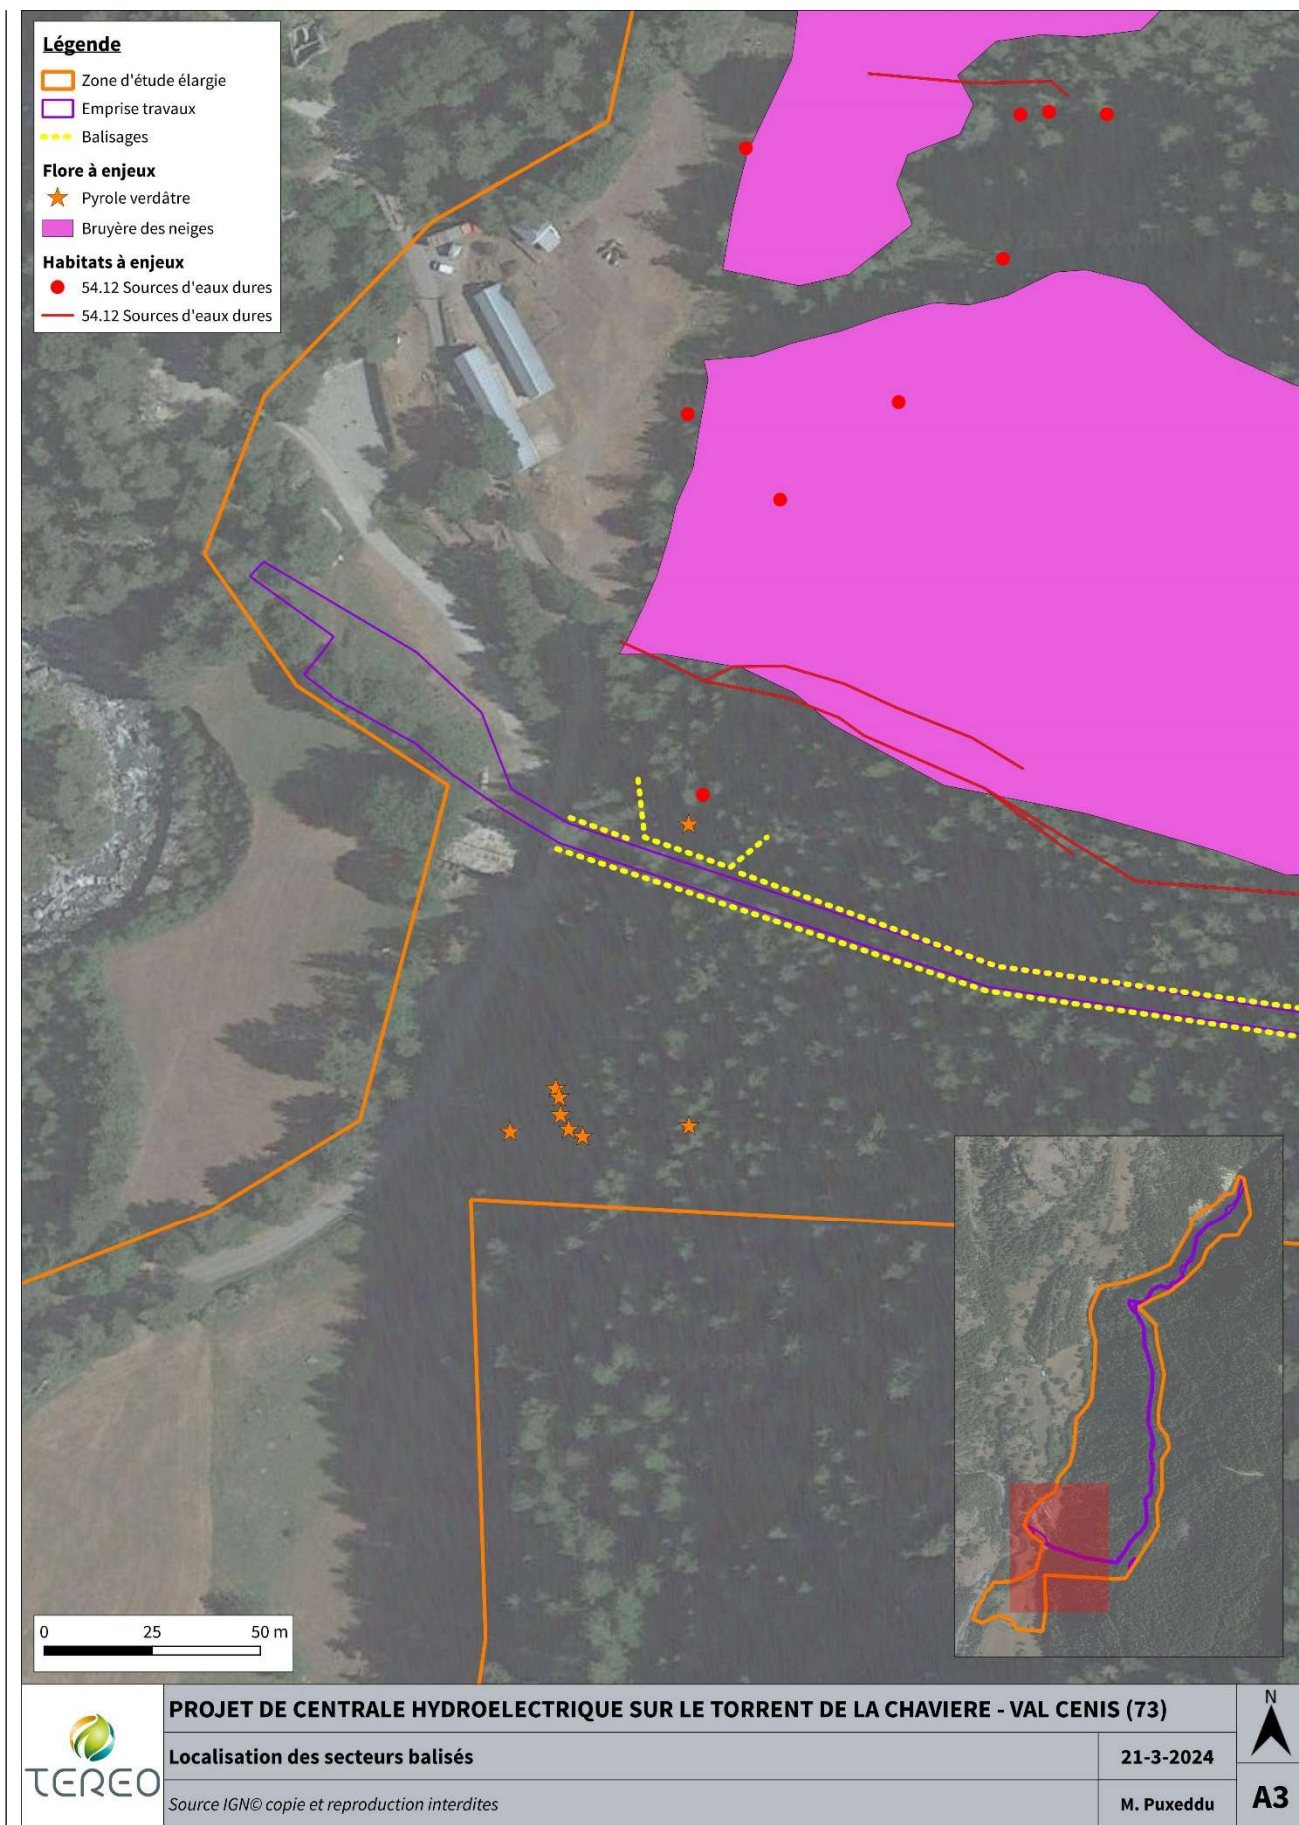 Légende
Zone d'étude élargie
Emprise travaux
Balisages
Flore à enjeux
Pyrole verdâtre
Bruyère des neiges
Habitats à enjeux
54.12 Sources d'eaux dures
54.12 Sources d'eaux dures
0 25 50 m
TEREO
PROJET DE CENTRALE HYDROELECTRIQUE SUR LE TORRENT DE LA CHAVIERE - VAL CENIS (73)
Localisation des secteurs balisés
21-3-2024
Source IGN© copie et reproduction interdites
M. Puxeddu
N
A3